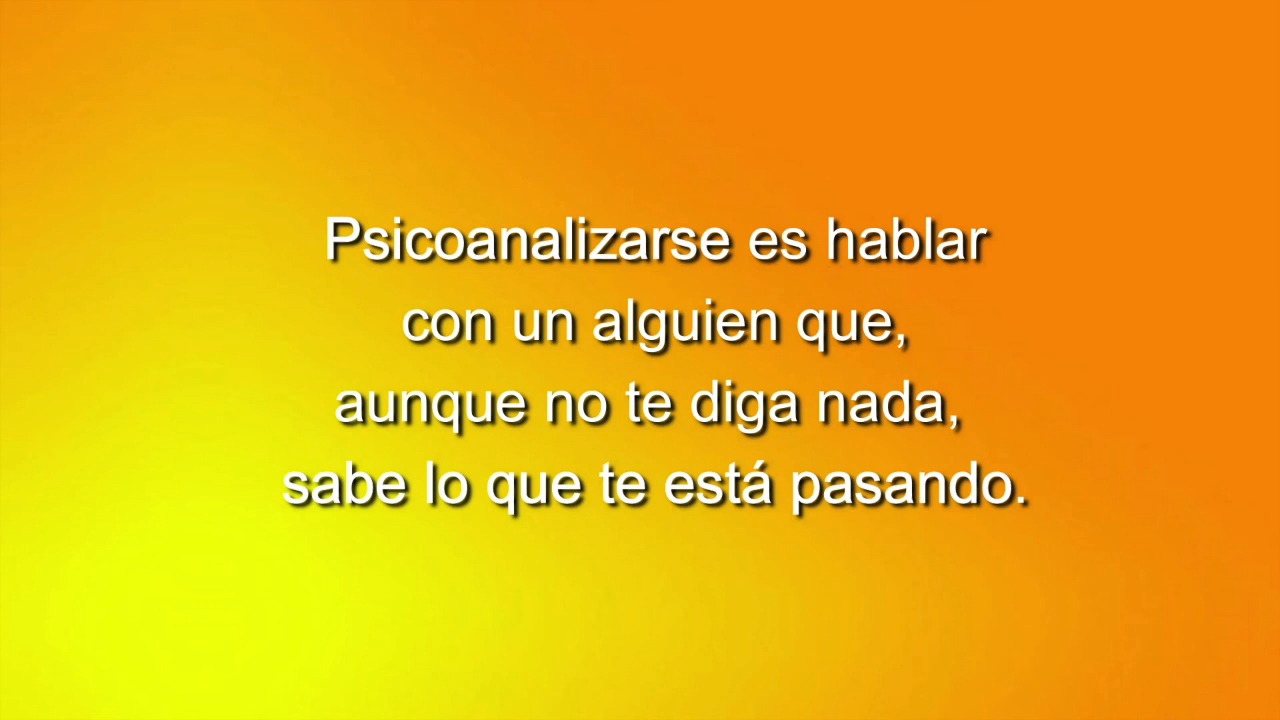 Psicoanalizarse es hablar
con un alguien que,
aunque no te diga nada,
sabe lo que te está pasando.